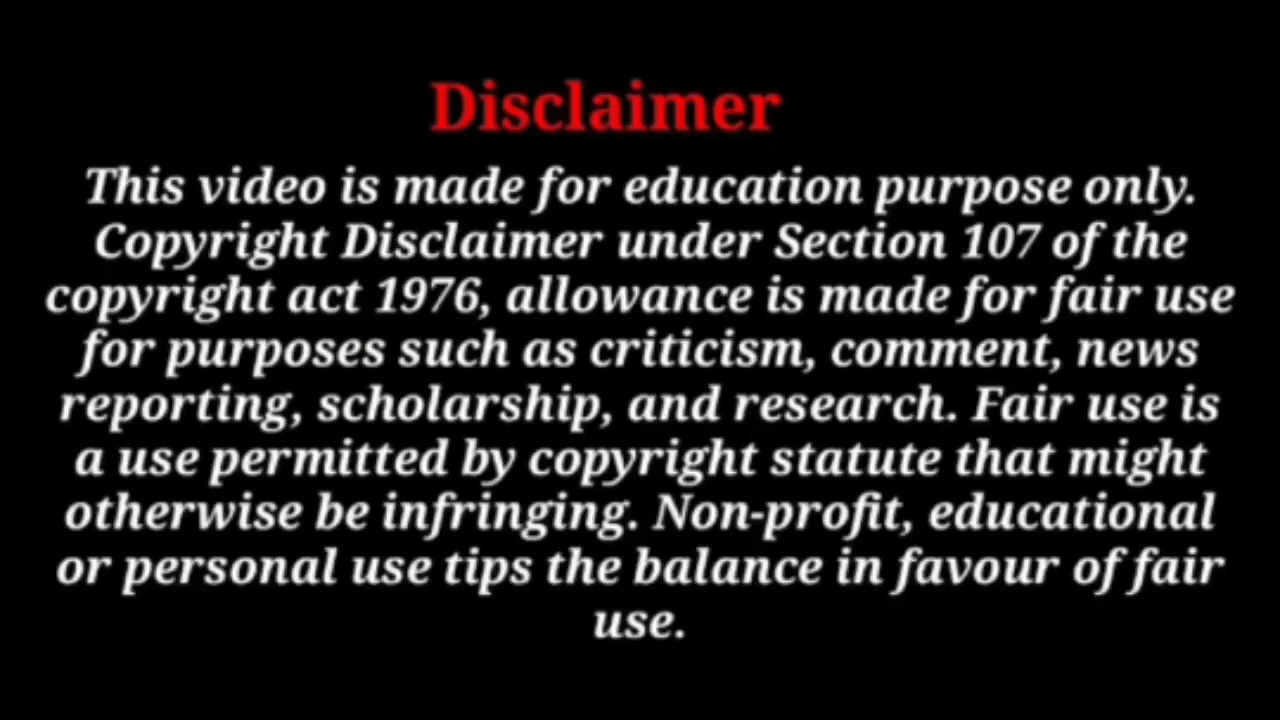 Disclaimer
This video is made for education purpose only.
Copyright Disclaimer under Section 107 of the
copyright act 1976, allowance is made for fair use
for purposes such as criticism, comment, news
reporting, scholarship, and research. Fair use is
a use permitted by copyright statute that might
otherwise be infringing. Non-profit, educational
or personal use tips the balance in favour of fair
use.